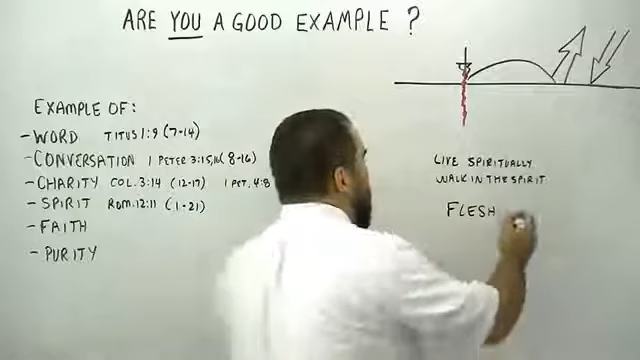 ARE YOU A GOOD EXAMPLE ?
EXAMPLE OF:
- WORD TITUS 1:9 (7-14)
- CONVERSATION 1 PETER 3:15,16 (8-16)
- CHARITY COL. 3:14 (12-17) 1 PET. 4:8
- SPIRIT ROM. 12:11 (1-21)
- FAITH
- PURITY
LIVE SPIRITUALLY
WALK IN THE SPIRIT
FLESH